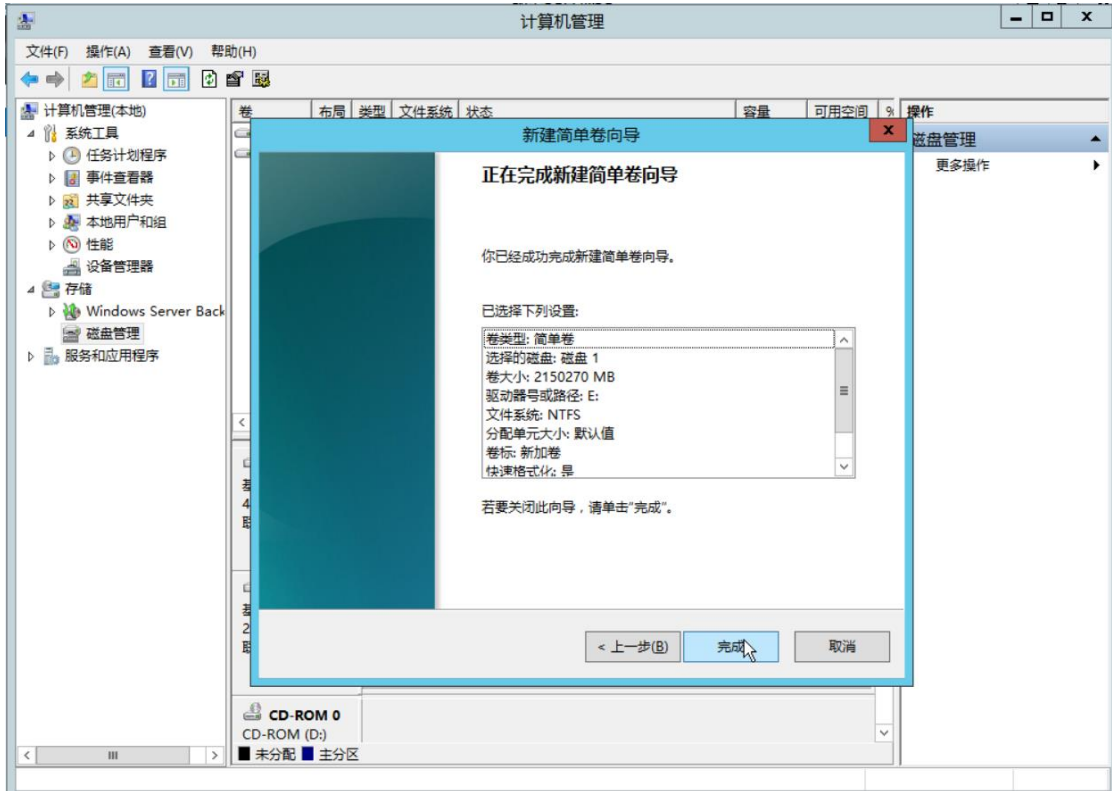 计算机管理
文件(F) 操作(A) 查看(V) 帮助(H)
计算机管理(本地)
系统工具
任务计划程序
事件查看器
共享文件夹
本地用户和组
性能
设备管理器
存储
Windows Server Back
磁盘管理
服务和应用程序
卷 布局 类型 文件系统 状态 容量 可用空间 %
新建简单卷向导
正在完成新建简单卷向导
你已经成功完成新建简单卷向导。
已选择下列设置:
卷类型: 简单卷
选择的磁盘: 磁盘 1
卷大小: 2150270 MB
驱动器号或路径: E:
文件系统: NTFS
分配单元大小: 默认值
卷标: 新加卷
快速格式化: 是
若要关闭此向导，请单击"完成"。
< 上一步(B) 完成 取消
CD-ROM 0
CD-ROM (D:)
未分配 主分区
操作
磁盘管理
更多操作